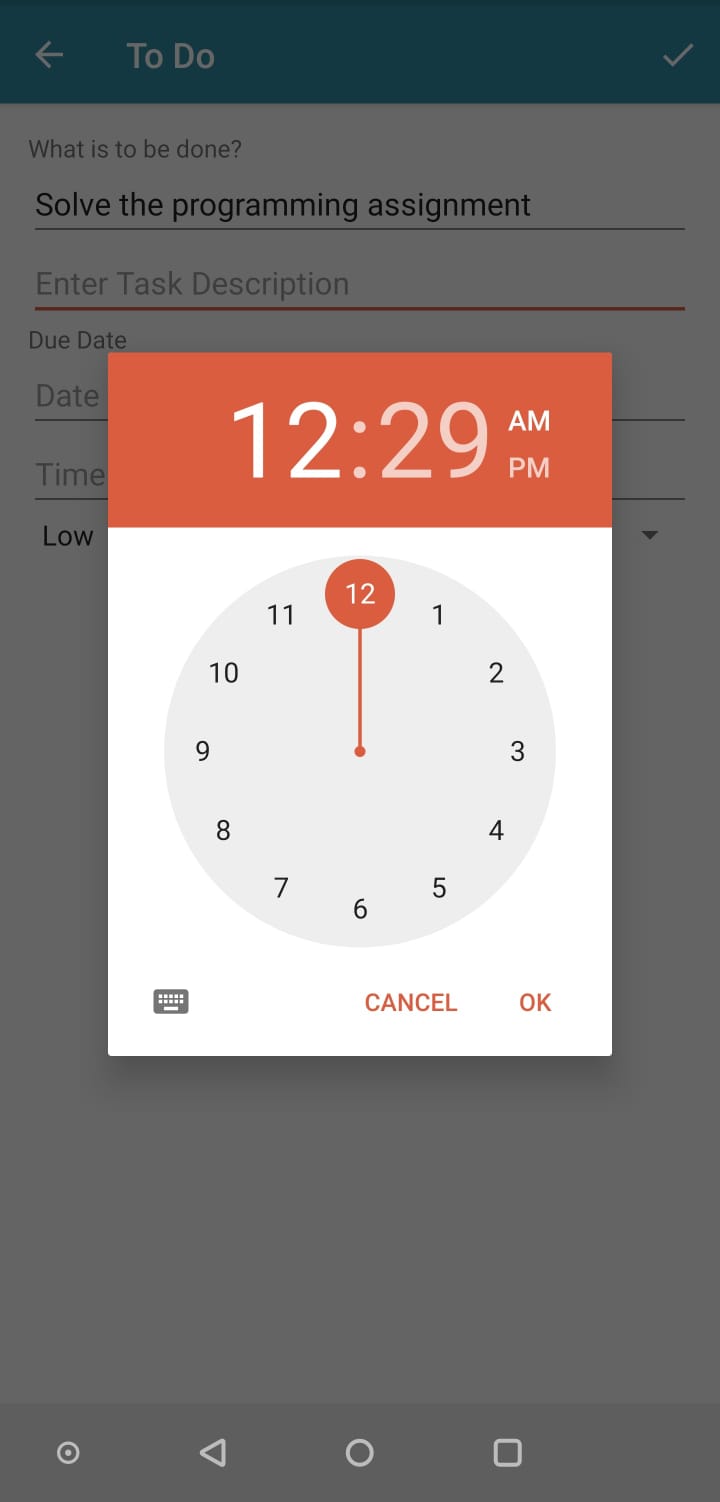 To Do
What is to be done?
Solve the programming assignment
Enter Task Description
Due Date
Date
Time
Low
12:29
AM
PM
12
11
1
10
2
9
3
8
4
7
5
6
CANCEL
OK